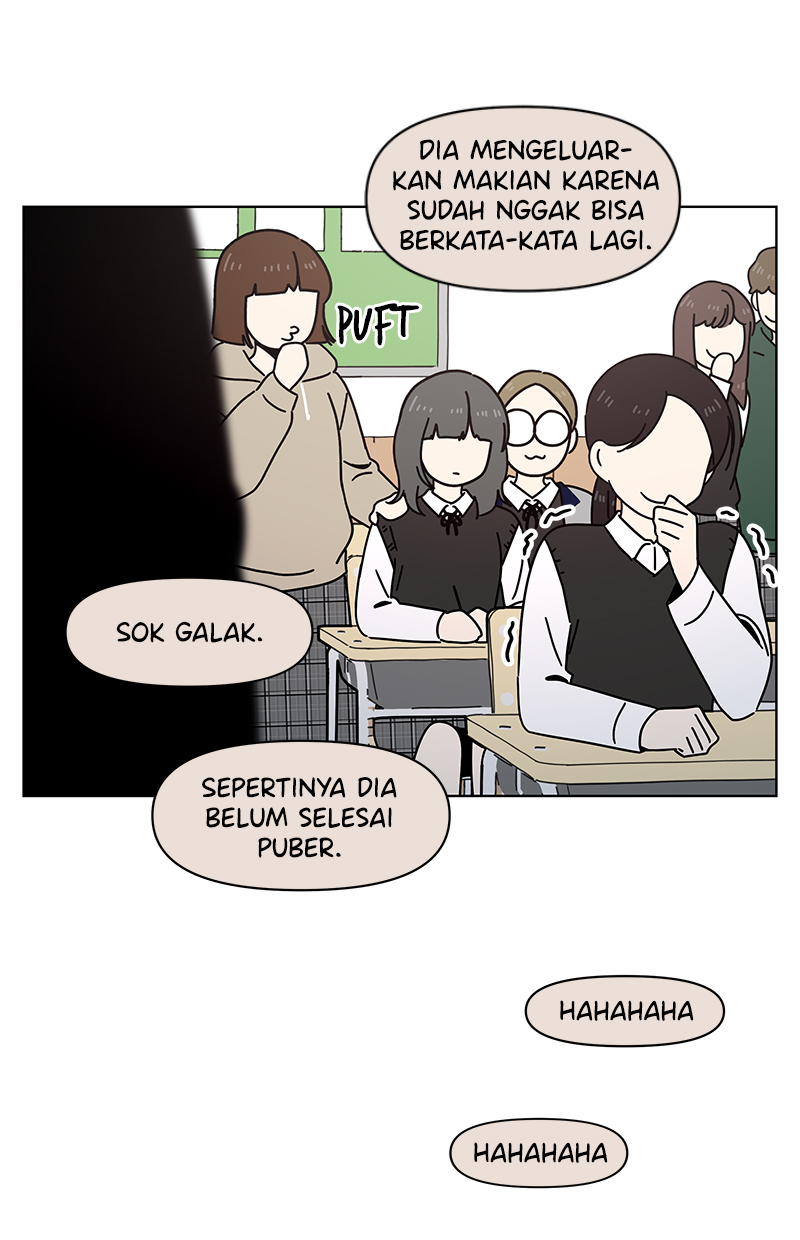 DIA MENGELUAR-
KAN MAKIAN KARENA
SUDAH NGGAK BISA
BERKATA-KATA LAGI.
PUFT
SOK GALAK.
SEPERTINYA DIA
BELUM SELESAI
PUBER.
HAHAHAHA
HAHAHAHA